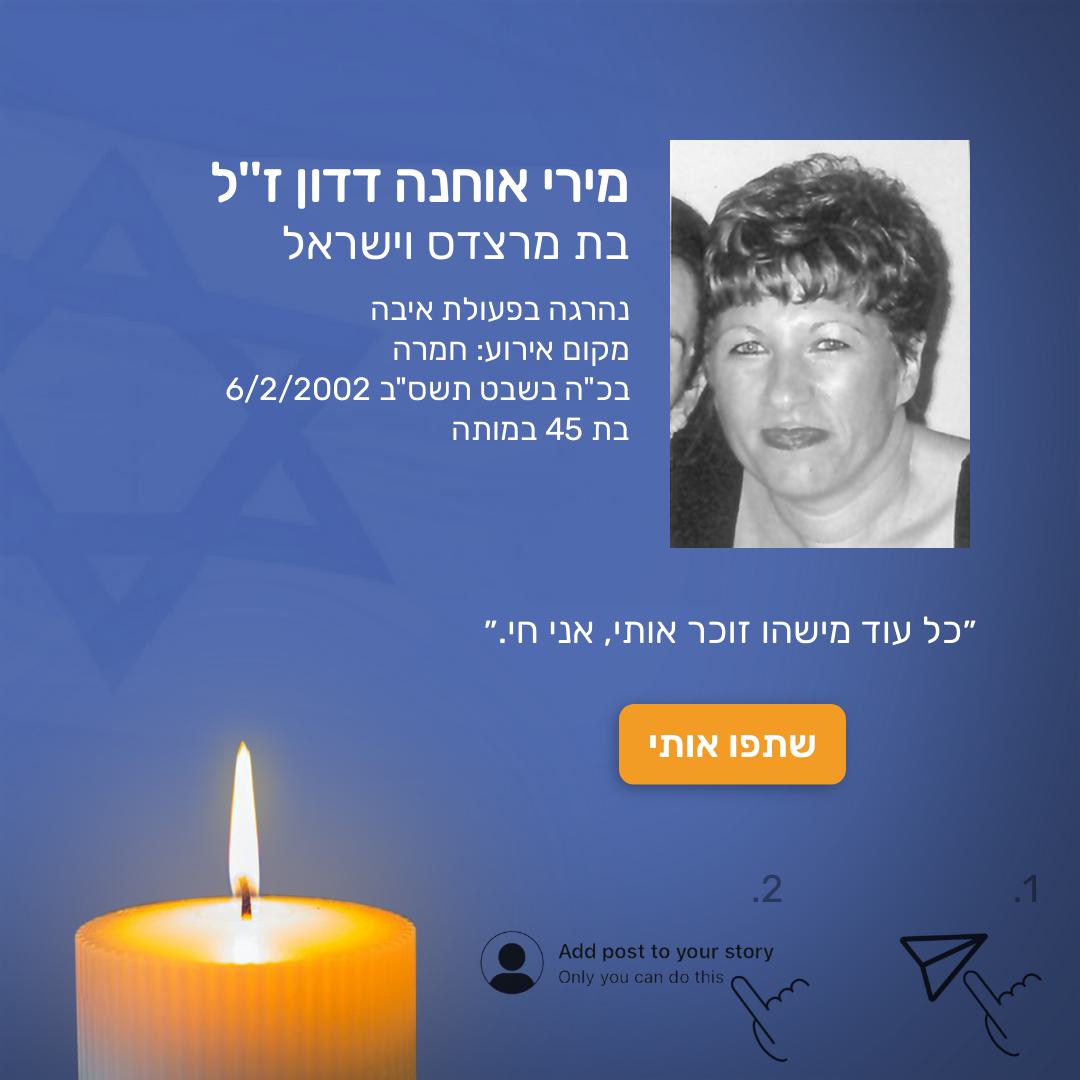 מירי אוחנה דדון ז"ל
בת מרצדס וישראל
נהרגה בפעולת איבה
מקום אירוע: חמרה
בכ"ה בשבט תשס"ב 6/2/2002
בת 45 במותה
״כל עוד מישהו זוכר אותי, אני חי.״
שתפו אותי
1.
2.
Add post to your story
Only you can do this